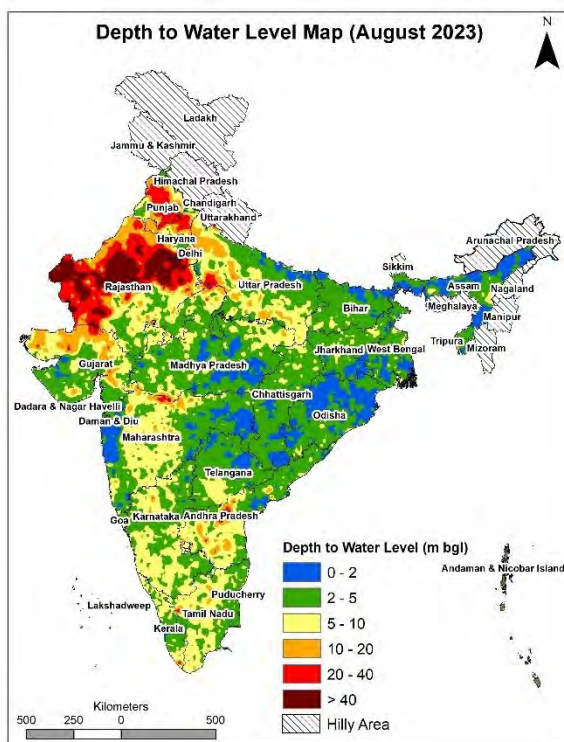 Depth to Water Level Map (August 2023)
N
Ladakh
Jammu & Kashmir
Himachal Pradesh
Chandigarh
Punjab
Uttarakhand
Haryana
Delhi
Arunachal Pradesh
Sikkim
Rajasthan
Uttar Pradesh
Assam
Nagaland
Bihar
Meghalaya
Manipur
Tripura
Mizoram
Jharkhand
West Bengal
Gujarat
Madhya Pradesh
Chhattisgarh
Dadara & Nagar Havelli
Daman & Diu
Odisha
Maharashtra
Telangana
Goa
Karnataka
Andhra Pradesh
Puducherry
Lakshadweep
Tamil Nadu
Kerala
Andaman & Nicobar Island
Depth to Water Level (m bgl)
0 - 2
2 - 5
5 - 10
10 - 20
20 - 40
> 40
Hilly Area
Kilometers
500 250 0 500